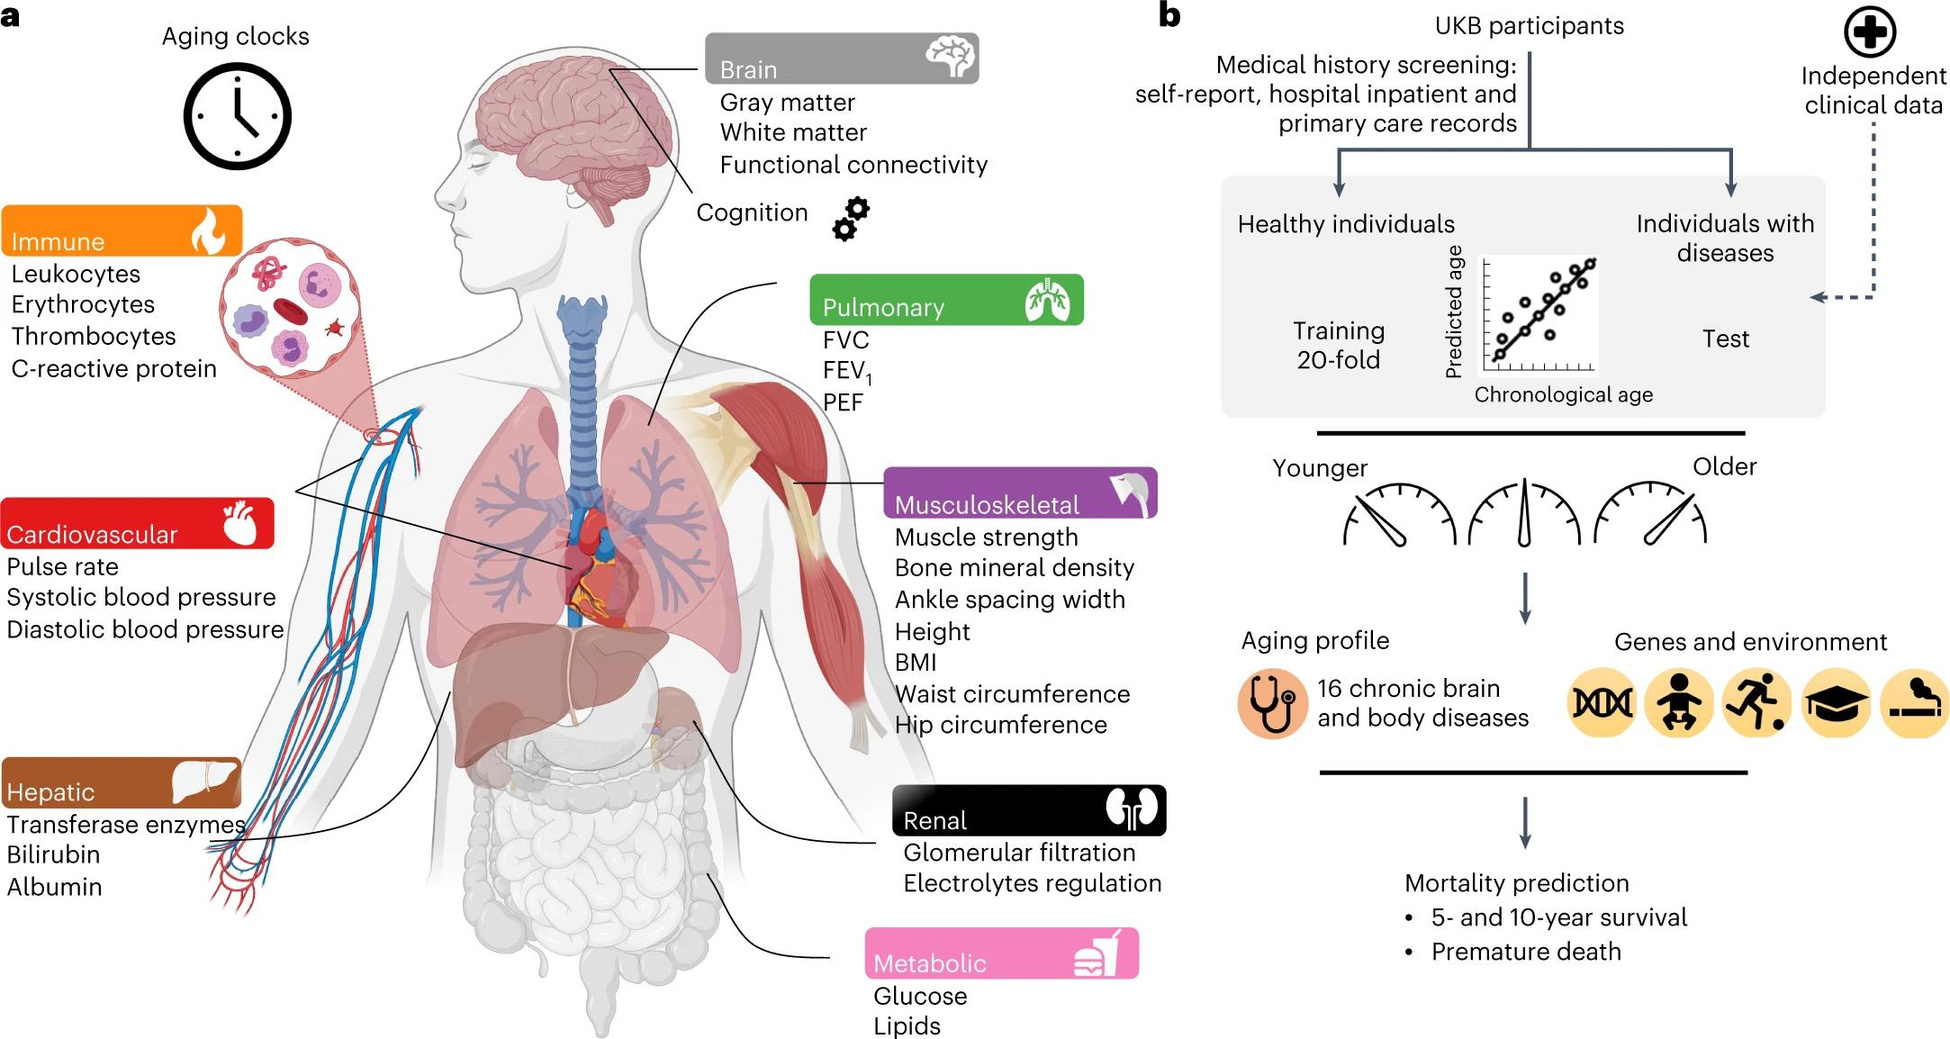 a
Aging clocks
Brain
Gray matter
White matter
Functional connectivity
Cognition
Immune
Leukocytes
Erythrocytes
Thrombocytes
C-reactive protein
Pulmonary
FVC
FEV1
PEF
Cardiovascular
Pulse rate
Systolic blood pressure
Diastolic blood pressure
Musculoskeletal
Muscle strength
Bone mineral density
Ankle spacing width
Height
BMI
Waist circumference
Hip circumference
Hepatic
Transferase enzymes
Bilirubin
Albumin
Renal
Glomerular filtration
Electrolytes regulation
Metabolic
Glucose
Lipids
b
UKB participants
Medical history screening:
self-report, hospital inpatient and
primary care records
Independent
clinical data
Healthy individuals
Individuals with
diseases
Training
20-fold
Predicted age
Chronological age
Test
Younger
Older
Aging profile
16 chronic brain
and body diseases
Genes and environment
Mortality prediction
• 5- and 10-year survival
• Premature death